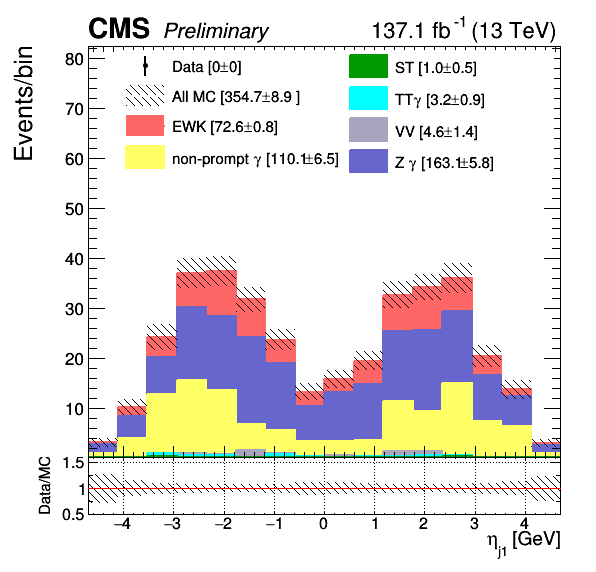 CMS Preliminary 137.1 fb⁻¹ (13 TeV)
Events/bin
Data [0±0]
All MC [354.7±8.9 ]
EWK [72.6±0.8]
non-prompt γ [110.1±6.5]
ST [1.0±0.5]
TTγ [3.2±0.9]
VV [4.6±1.4]
Z γ [163.1±5.8]
80
70
60
50
40
30
20
10
Data/MC
1.5
1
0.5
−4 −3 −2 −1 0 1 2 3 4
η_j1 [GeV]